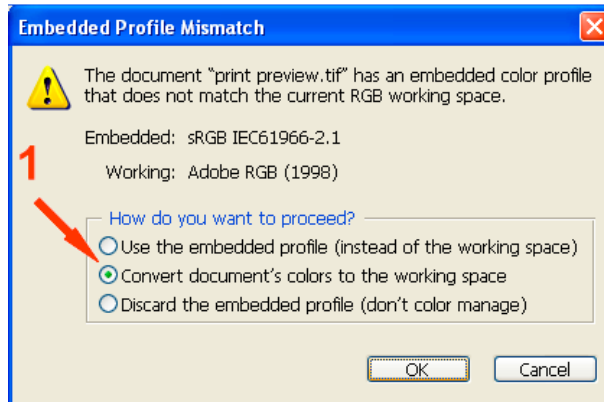 Embedded Profile Mismatch
The document “print preview.tif” has an embedded color profile
that does not match the current RGB working space.
Embedded: sRGB IEC61966-2.1
1
Working: Adobe RGB (1998)
How do you want to proceed?
Use the embedded profile (instead of the working space)
Convert document's colors to the working space
Discard the embedded profile (don't color manage)
OK Cancel